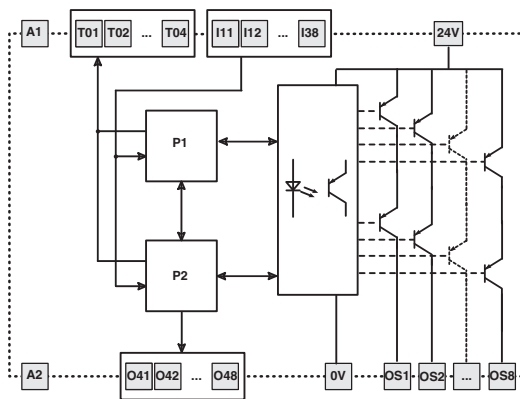 A1 T01 T02 ... T04 I11 I12 ... I38 24V
P1
P2
A2 O41 O42 ... O48 0V OS1 OS2 ... OS8